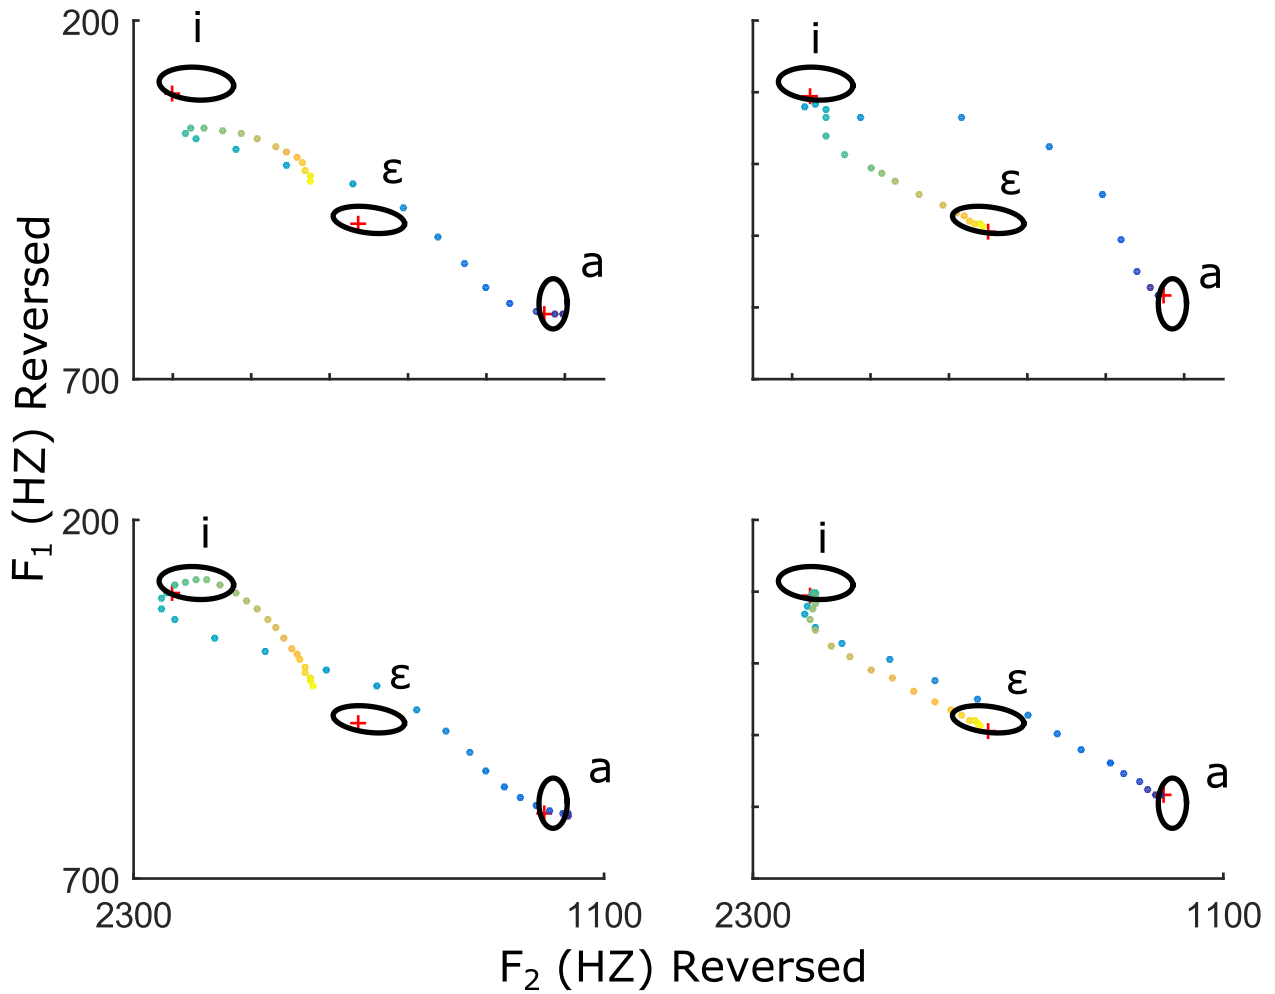 200
i
ε
a
700
i
ε
a
200
i
ε
a
700
2300
1100
i
ε
a
2300
1100
F1 (HZ) Reversed
F2 (HZ) Reversed